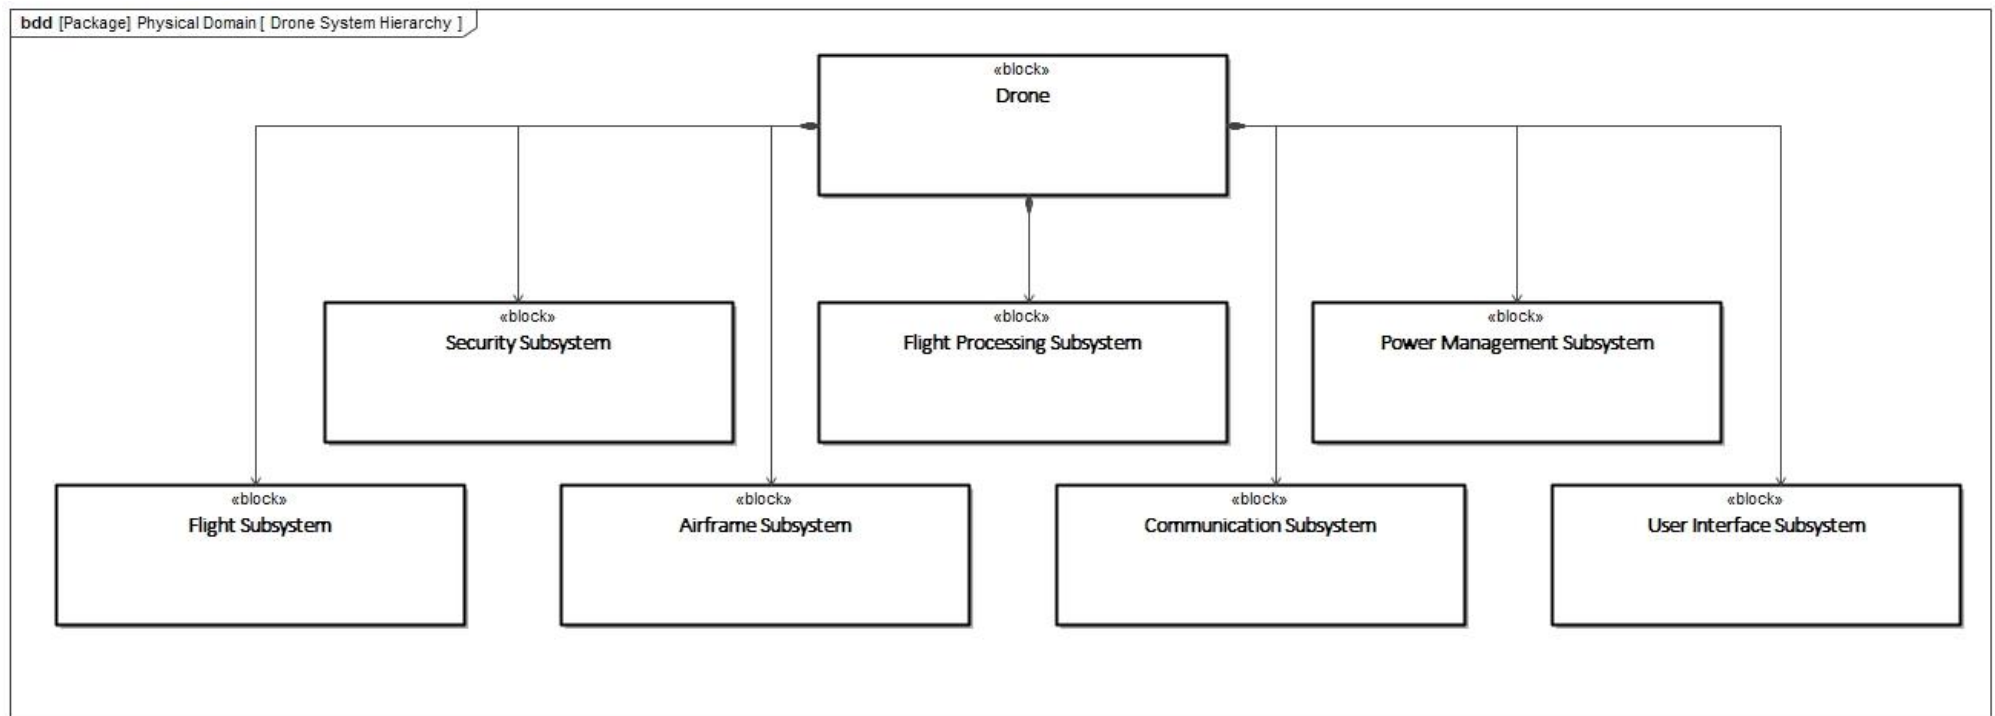 bdd [Package] Physical Domain [ Drone System Hierarchy ]
«block»
Drone
«block»
Security Subsystem
«block»
Flight Processing Subsystem
«block»
Power Management Subsystem
«block»
Flight Subsystem
«block»
Airframe Subsystem
«block»
Communication Subsystem
«block»
User Interface Subsystem